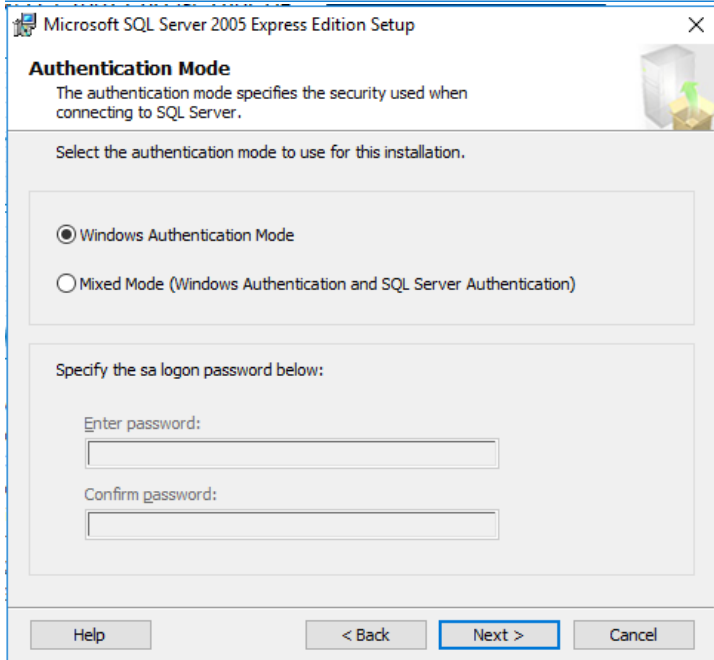 Microsoft SQL Server 2005 Express Edition Setup
Authentication Mode
The authentication mode specifies the security used when
connecting to SQL Server.
Select the authentication mode to use for this installation.
Windows Authentication Mode
Mixed Mode (Windows Authentication and SQL Server Authentication)
Specify the sa logon password below:
Enter password:
Confirm password:
Help
< Back
Next >
Cancel